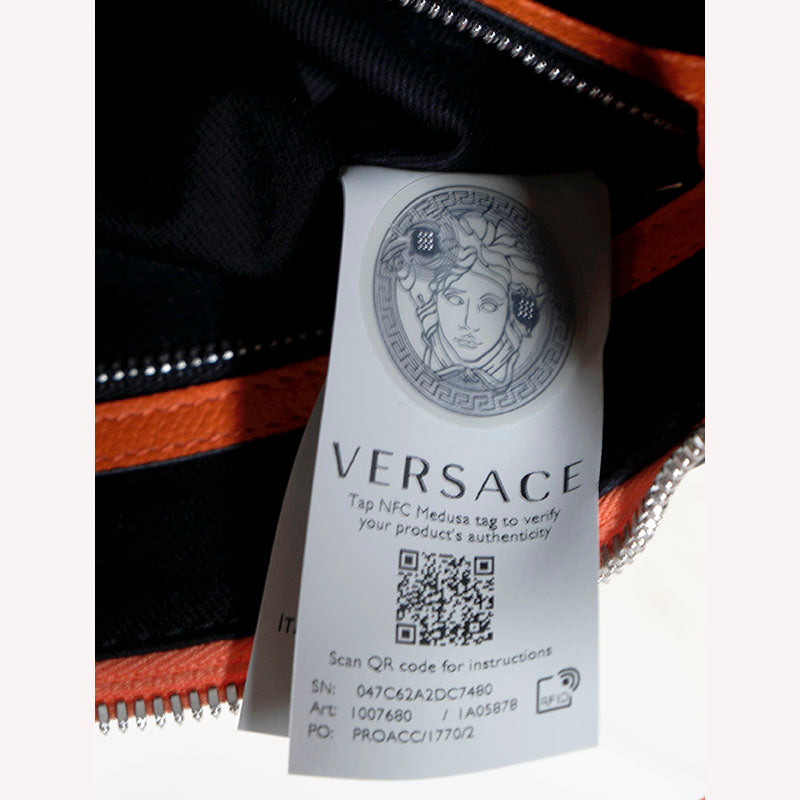 VERSACE
Tap NFC Medusa tag to verify
your product's authenticity
Scan QR code for instructions
SN: 047C62A2DC7480
Art: 1007680 / 1A05878
PO: PROACC/1770/2
RFID